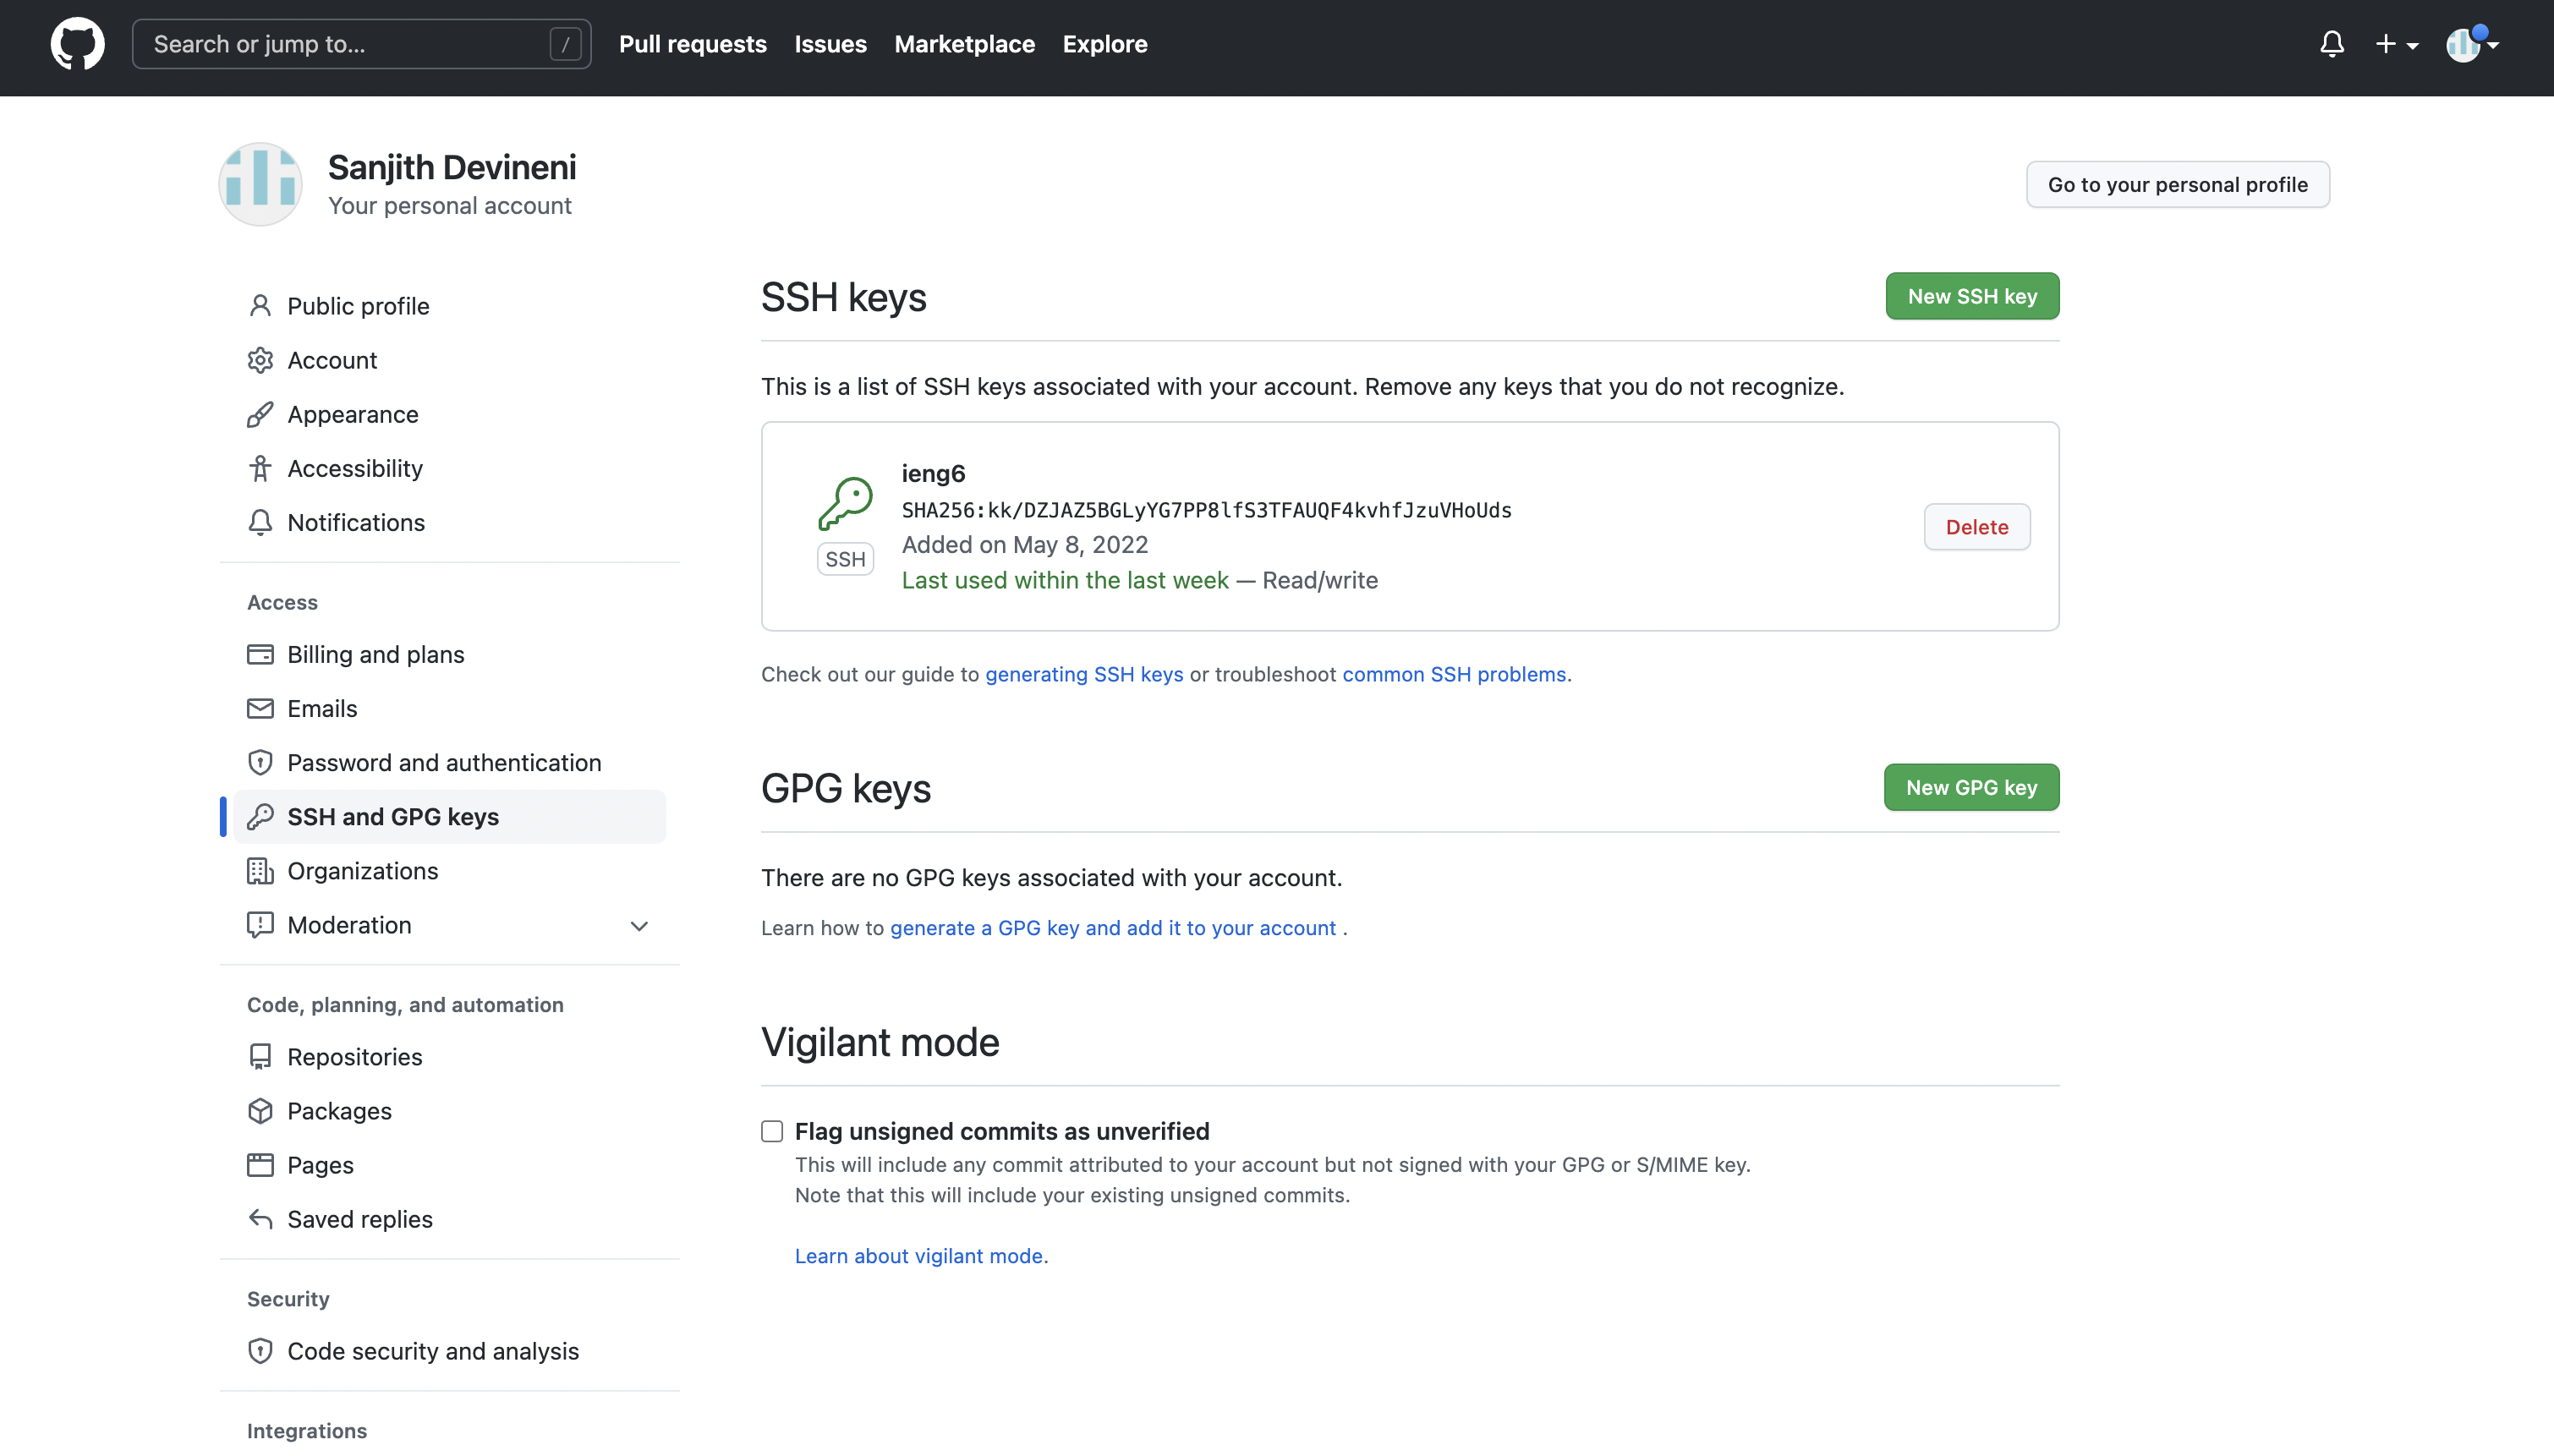 Search or jump to... /
Pull requests Issues Marketplace Explore
Sanjith Devineni
Your personal account
Go to your personal profile
Public profile
Account
Appearance
Accessibility
Notifications
Access
Billing and plans
Emails
Password and authentication
SSH and GPG keys
Organizations
Moderation
Code, planning, and automation
Repositories
Packages
Pages
Saved replies
Security
Code security and analysis
Integrations
SSH keys
New SSH key
This is a list of SSH keys associated with your account. Remove any keys that you do not recognize.
ieng6
SHA256:kk/DZJAZ5BGLyYG7PP8lfS3TFAUQF4kvhfJzuVHoUds
Added on May 8, 2022
Last used within the last week — Read/write
SSH
Delete
Check out our guide to generating SSH keys or troubleshoot common SSH problems.
GPG keys
New GPG key
There are no GPG keys associated with your account.
Learn how to generate a GPG key and add it to your account .
Vigilant mode
Flag unsigned commits as unverified
This will include any commit attributed to your account but not signed with your GPG or S/MIME key.
Note that this will include your existing unsigned commits.
Learn about vigilant mode.